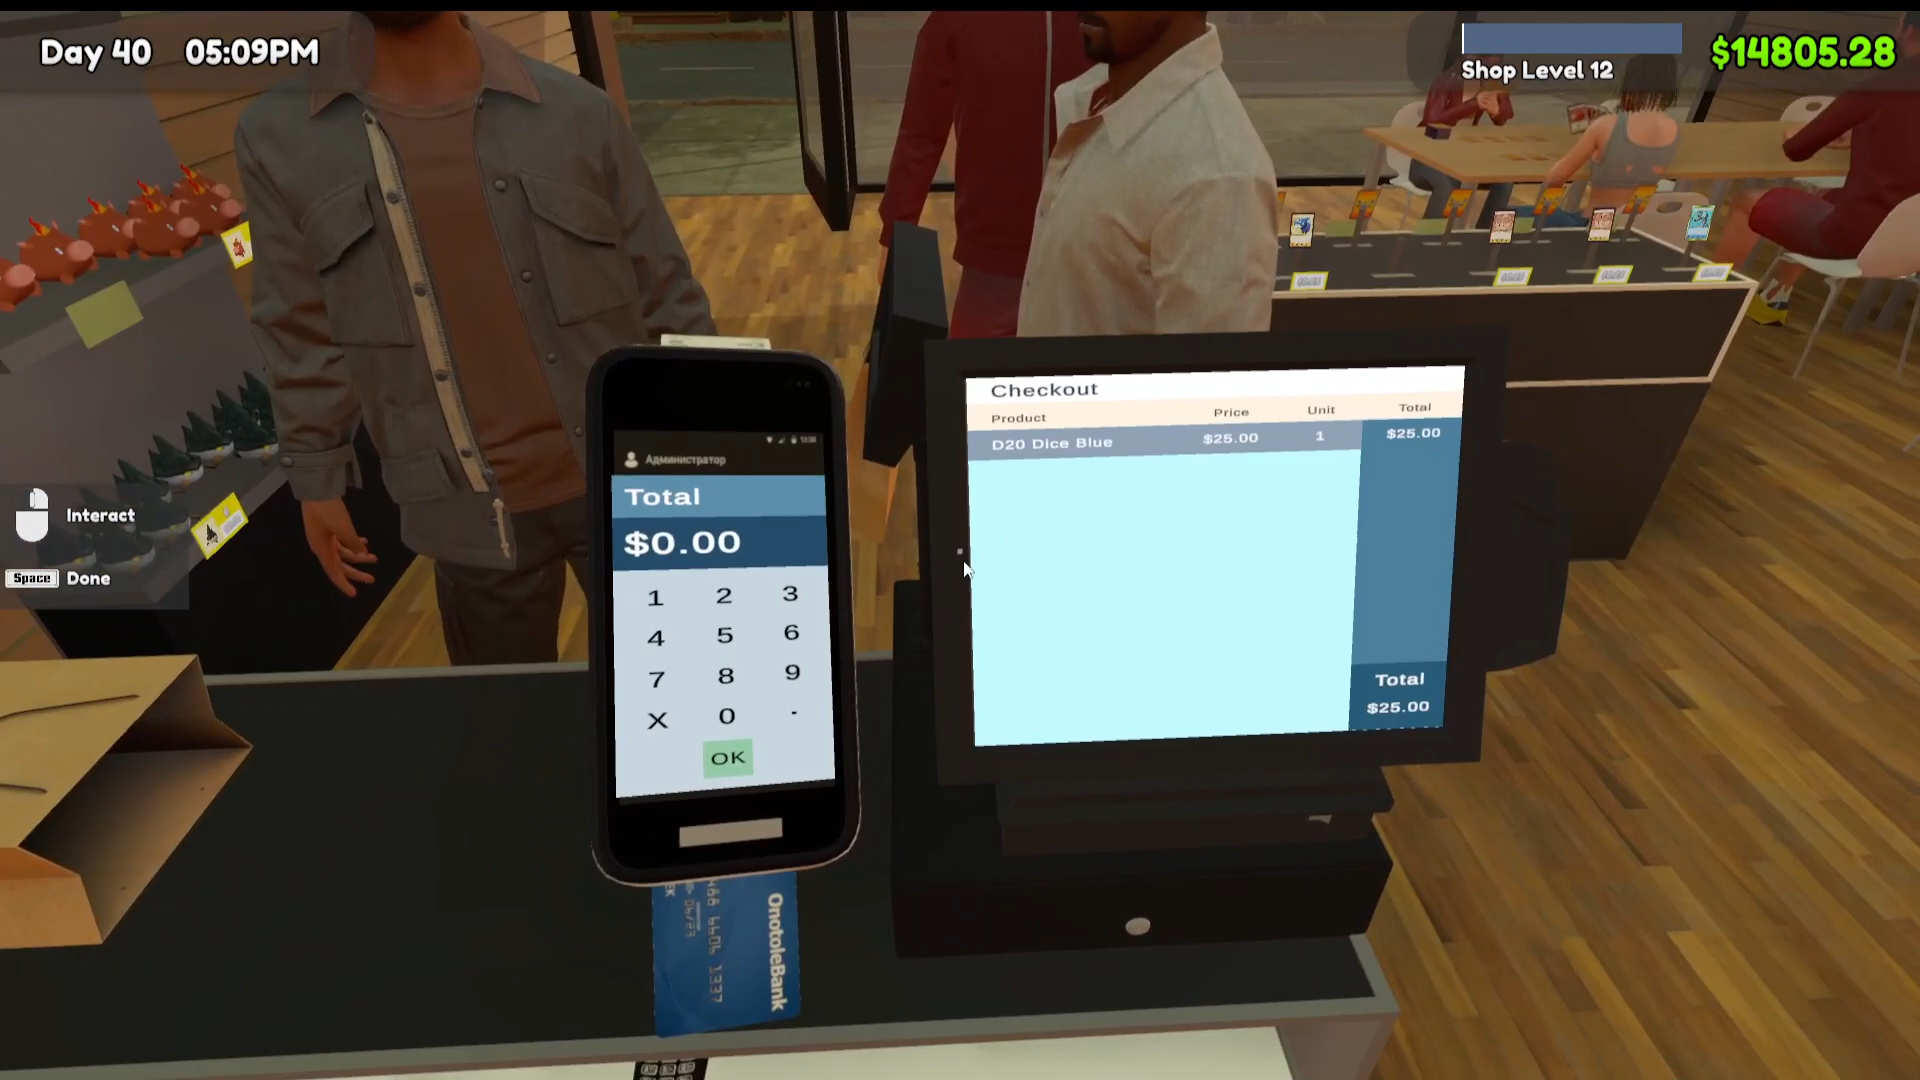 Day 40 05:09PM
Shop Level 12
$14805.28
Interact
Space Done
Администратор
Total
$0.00
1 2 3
4 5 6
7 8 9
X 0 .
OK
Checkout
Product Price Unit Total
D20 Dice Blue $25.00 1 $25.00
Total
$25.00
OnotoleBank